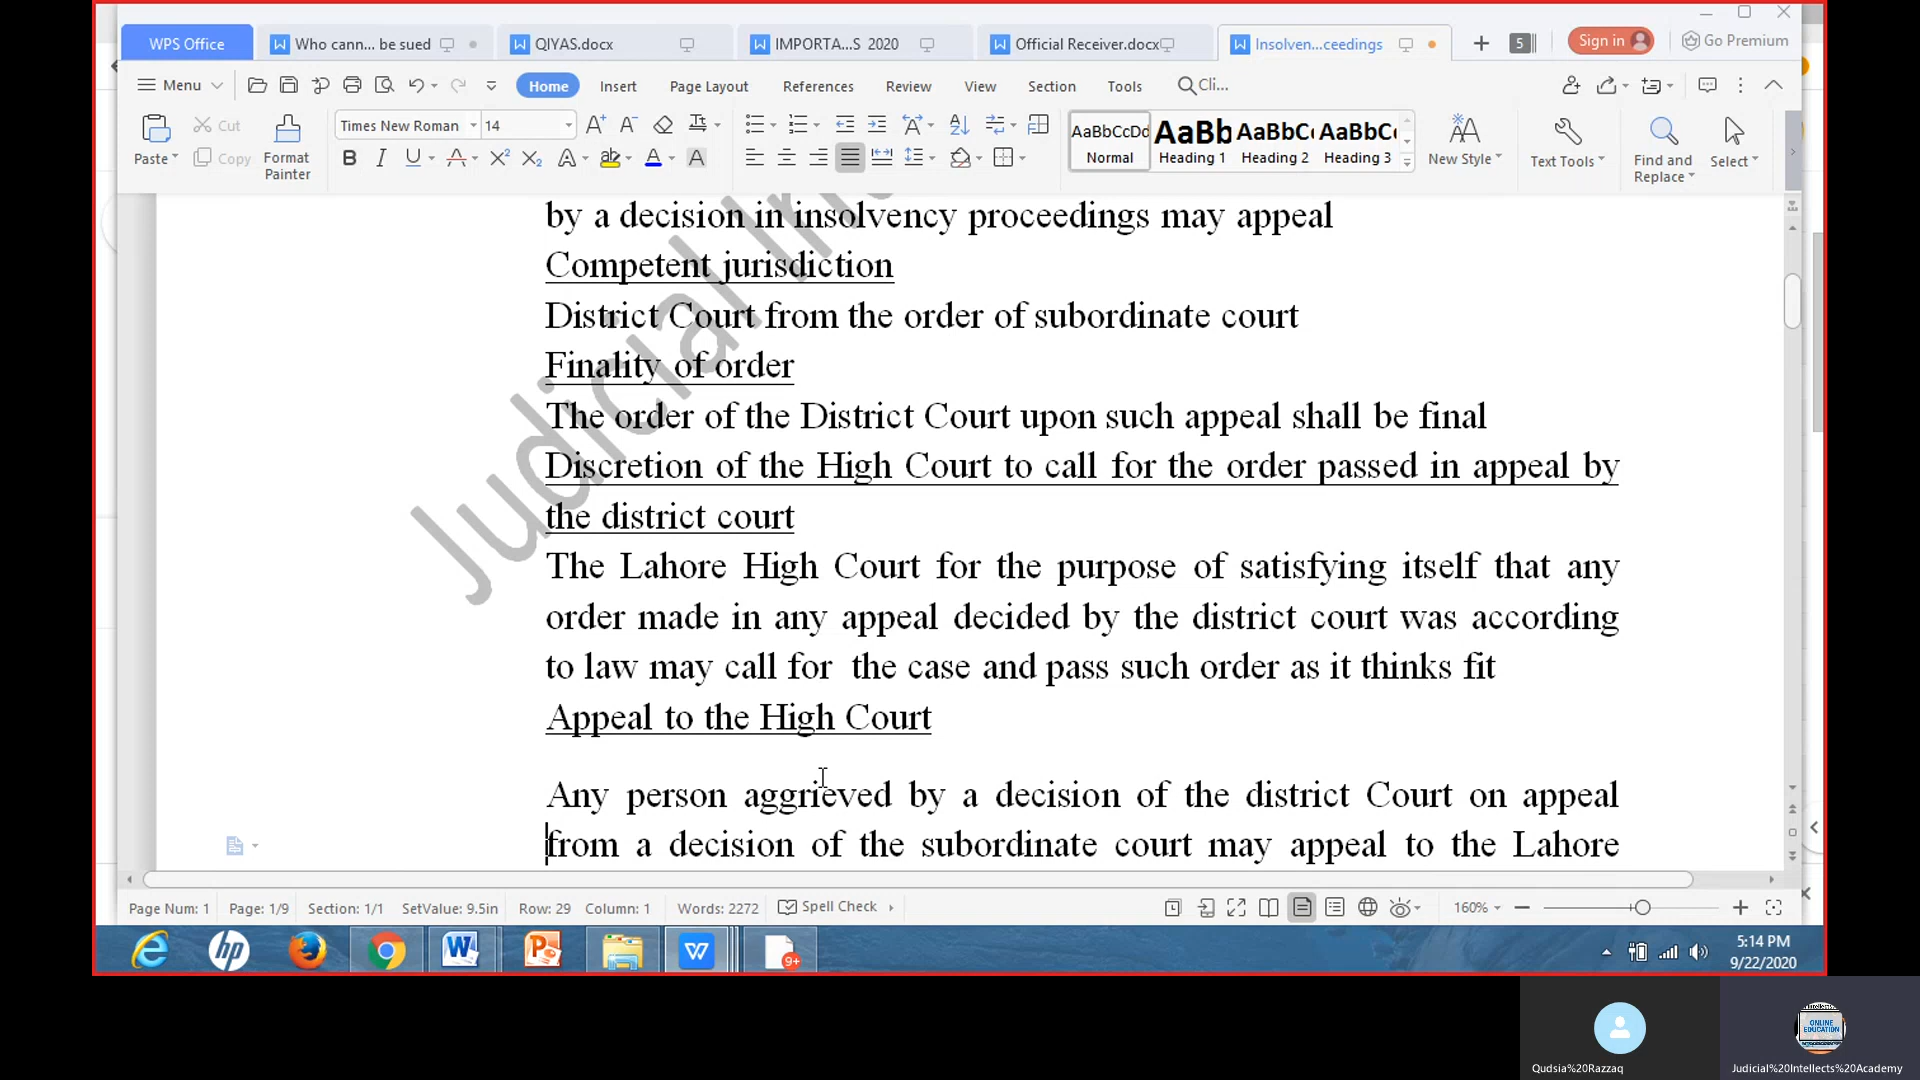 WPS Office
Who cann... be sued
QIYAS.docx
IMPORTA...S 2020
Official Receiver.docx
Insolven...ceedings
5
Sign in
Go Premium
Menu
Home
Insert
Page Layout
References
Review
View
Section
Tools
Cli...
Paste
Cut
Copy
Format
Painter
Times New Roman
14
AaBbCcDd
Normal
AaBb
Heading 1
AaBbC
Heading 2
AaBbC
Heading 3
New Style
Text Tools
Find and
Replace
Select
by a decision in insolvency proceedings may appeal
Competent jurisdiction
District Court from the order of subordinate court
Finality of order
The order of the District Court upon such appeal shall be final
Discretion of the High Court to call for the order passed in appeal by
the district court
The Lahore High Court for the purpose of satisfying itself that any
order made in any appeal decided by the district court was according
to law may call for  the case and pass such order as it thinks fit
Appeal to the High Court
Any person aggrieved by a decision of the district Court on appeal
from a decision of the subordinate court may appeal to the Lahore
Judicial
Page Num: 1
Page: 1/9
Section: 1/1
SetValue: 9.5in
Row: 29
Column: 1
Words: 2272
Spell Check
160%
9+
5:14 PM
9/22/2020
ONLINE
EDUCATION
Qudsia%20Razzaq
Judicial%20Intellects%20Academy